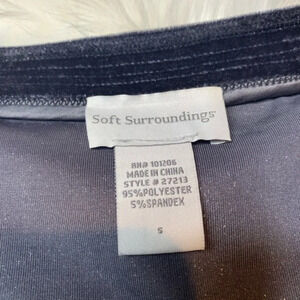 Soft Surroundings
RN# 101206
MADE IN CHINA
STYLE # 27213
95%POLYESTER
5%SPANDEX
S